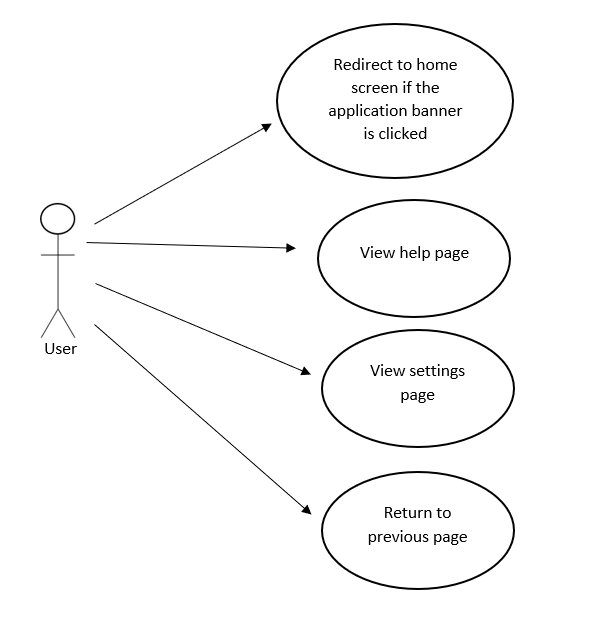 Redirect to home
screen if the
application banner
is clicked
View help page
User
View settings
page
Return to
previous page